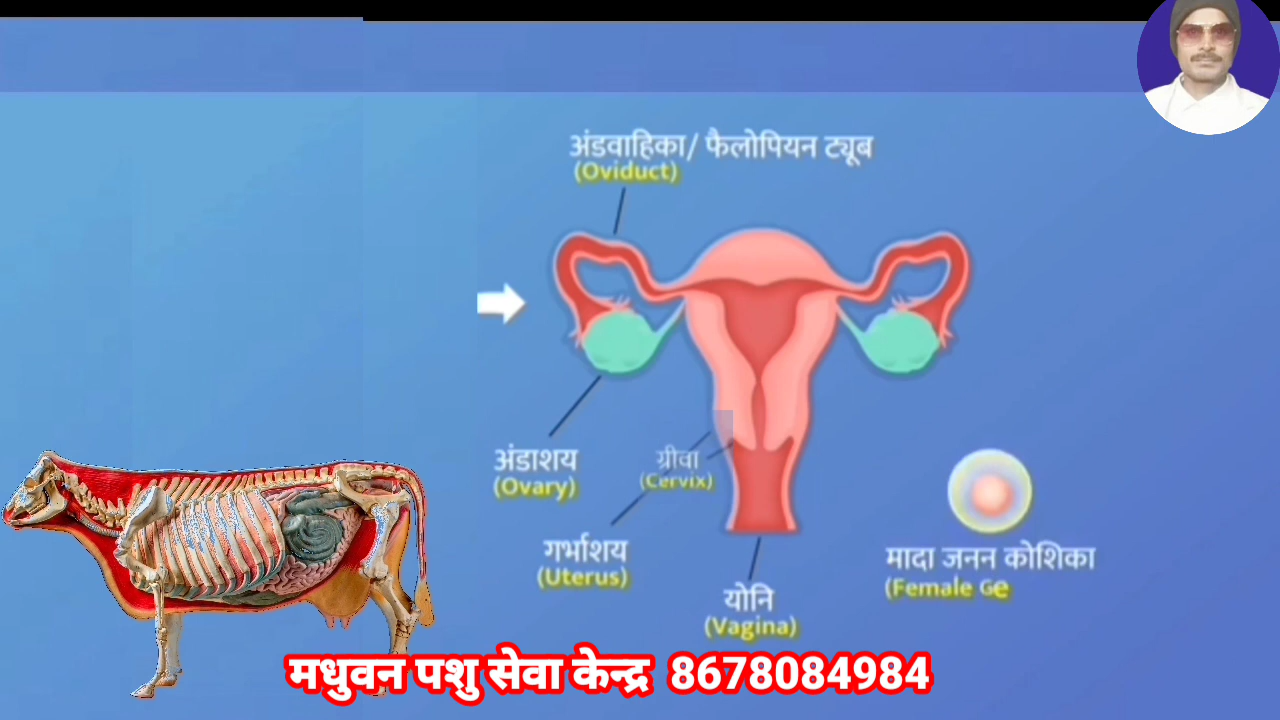 अंडवाहिका/ फैलोपियन ट्यूब
(Oviduct)
अंडाशय
(Ovary)
ग्रीवा
(Cervix)
गर्भाशय
(Uterus)
योनि
(Vagina)
मादा जनन कोशिका
(Female Ge
मधुवन पशु सेवा केन्द्र 8678084984